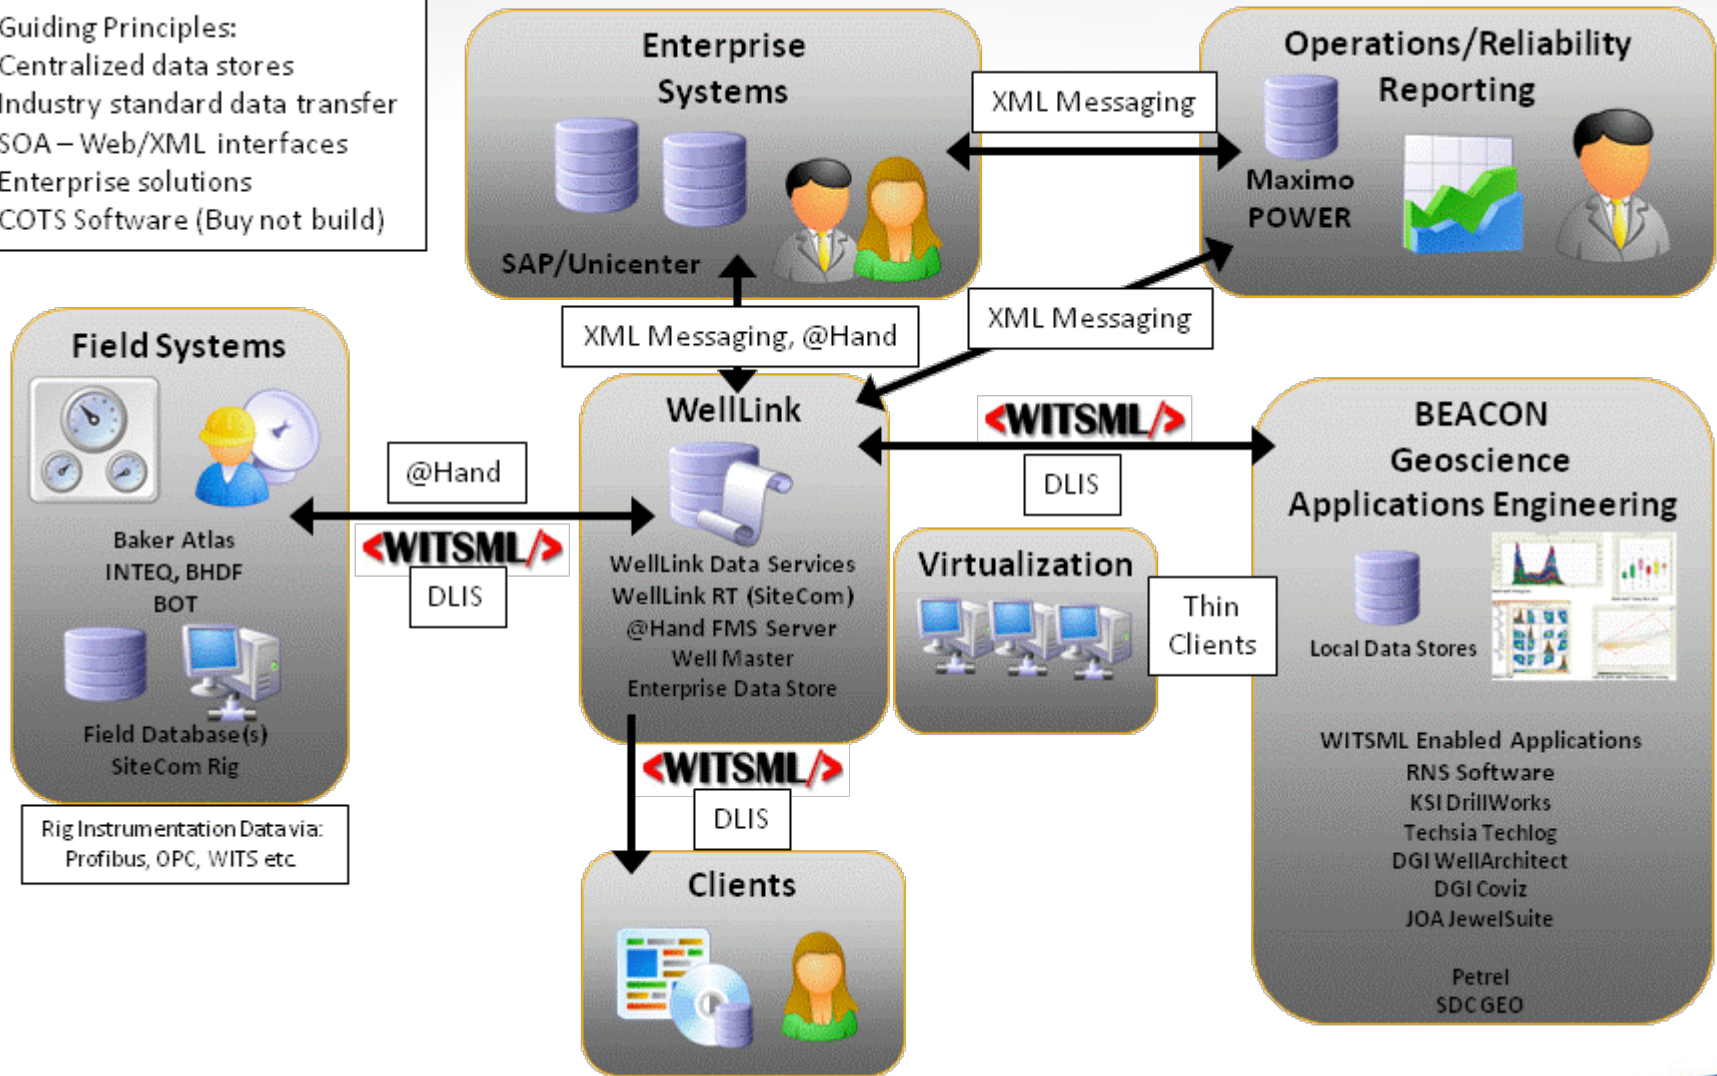 Guiding Principles:
Centralized data stores
Industry standard data transfer
SOA – Web/XML interfaces
Enterprise solutions
COTS Software (Buy not build)
Enterprise
Systems
SAP/Unicenter
XML Messaging
Operations/Reliability
Reporting
Maximo
POWER
XML Messaging, @Hand
XML Messaging
Field Systems
Baker Atlas
INTEQ, BHDF
BOT
Field Database(s)
SiteCom Rig
Rig Instrumentation Data via:
Profibus, OPC, WITS etc.
@Hand
<WITSML/>
DLIS
WellLink
WellLink Data Services
WellLink RT (SiteCom)
@Hand FMS Server
Well Master
Enterprise Data Store
<WITSML/>
DLIS
Virtualization
Thin
Clients
BEACON
Geoscience
Applications Engineering
Local Data Stores
WITSML Enabled Applications
RNS Software
KSI DrillWorks
Techsia Techlog
DGI WellArchitect
DGI Coviz
JOA JewelSuite
Petrel
SDC GEO
<WITSML/>
DLIS
Clients